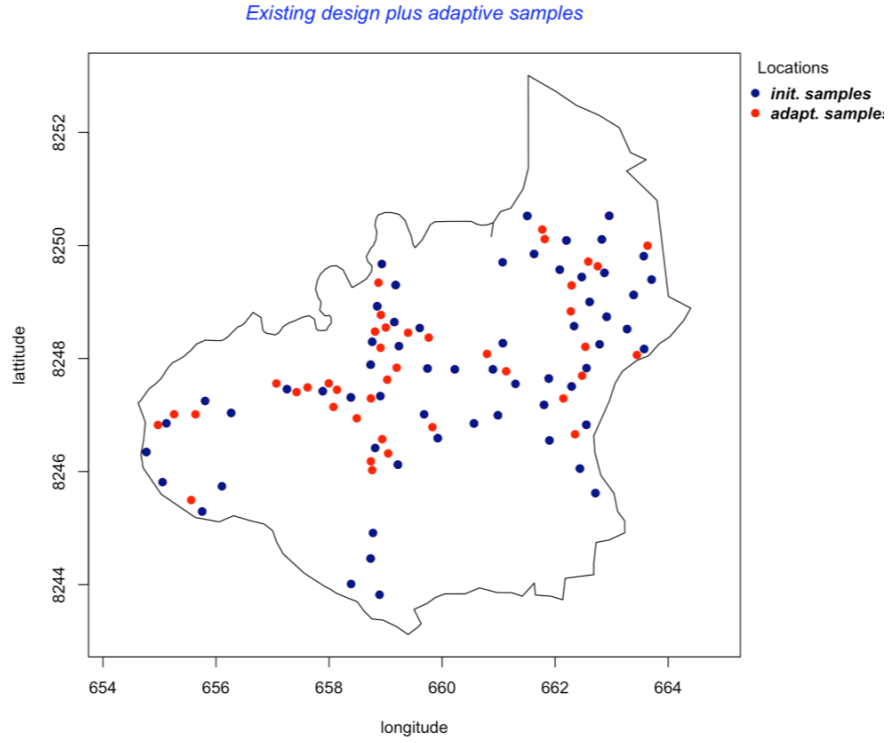 Existing design plus adaptive samples
Locations
init. samples
adapt. samples
8252
8250
8248
8246
8244
lattitude
654
656
658
660
662
664
longitude